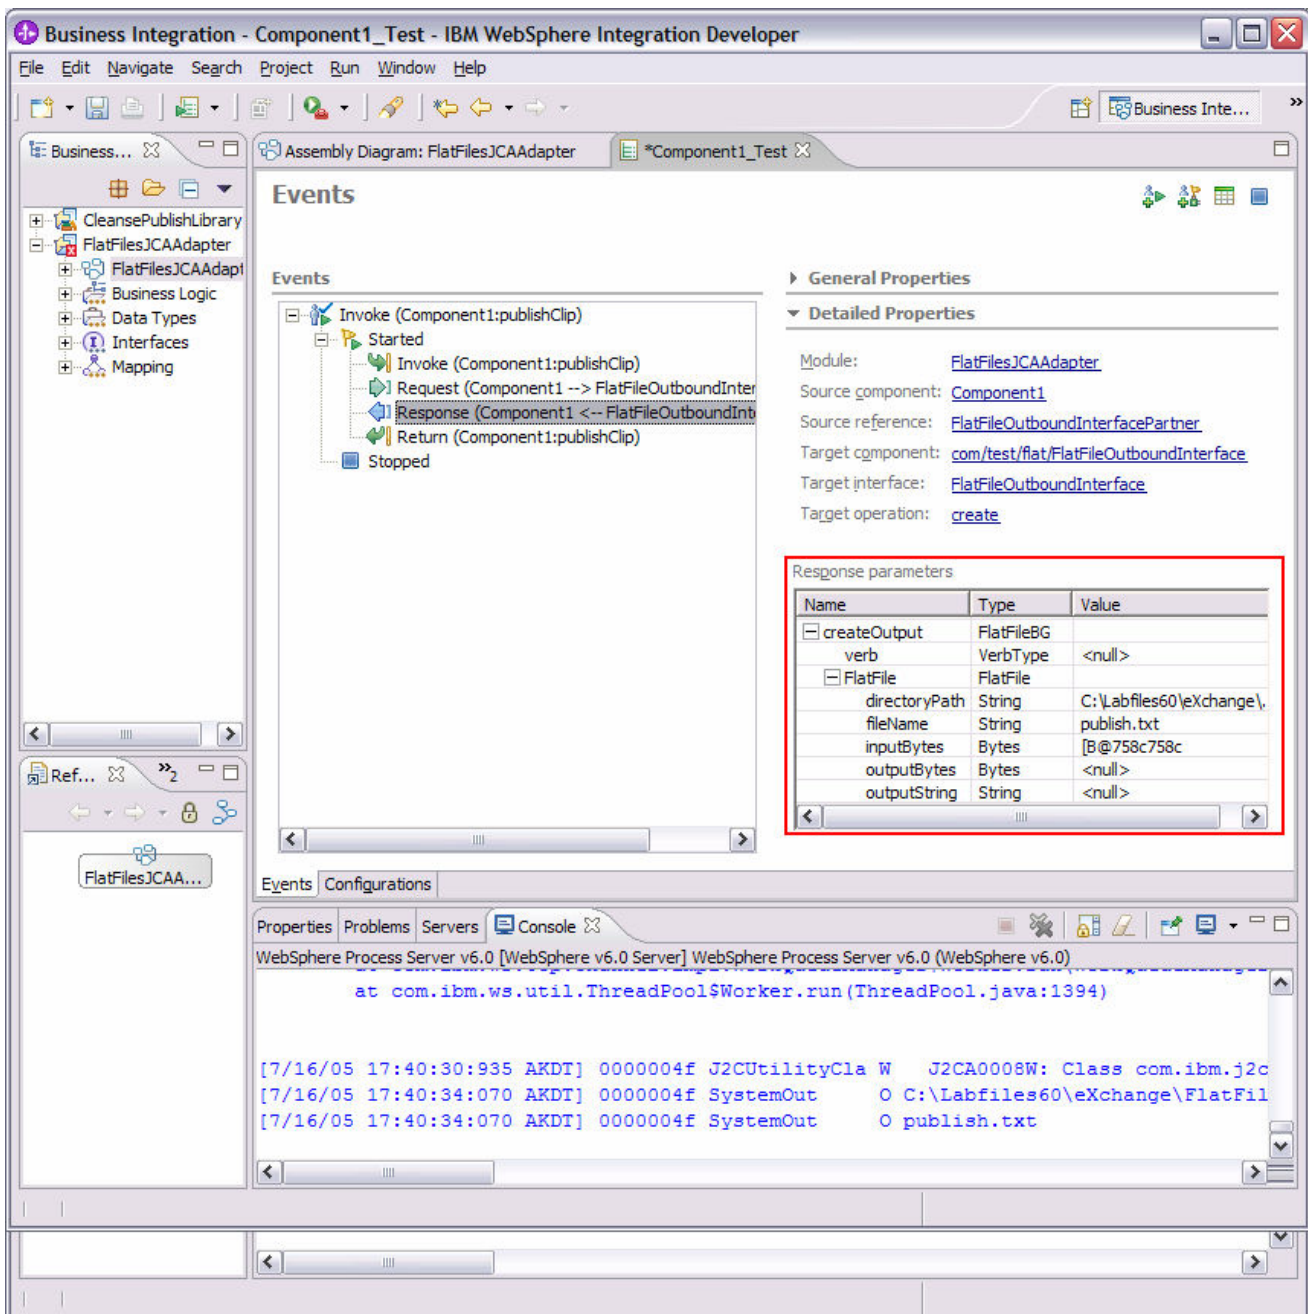 Business Integration - Component1_Test - IBM WebSphere Integration Developer
File Edit Navigate Search Project Run Window Help
Business Inte...
Business...
CleansePublishLibrary
FlatFilesJCAAdapter
FlatFilesJCAAdapt
Business Logic
Data Types
Interfaces
Mapping
Assembly Diagram: FlatFilesJCAAdapter
*Component1_Test
Events
Events
Invoke (Component1:publishClip)
Started
Invoke (Component1:publishClip)
Request (Component1 --> FlatFileOutboundInter
Response (Component1 <-- FlatFileOutboundInt
Return (Component1:publishClip)
Stopped
General Properties
Detailed Properties
Module: FlatFilesJCAAdapter
Source component: Component1
Source reference: FlatFileOutboundInterfacePartner
Target component: com/test/flat/FlatFileOutboundInterface
Target interface: FlatFileOutboundInterface
Target operation: create
Response parameters
Name Type Value
createOutput FlatFileBG
verb VerbType <null>
FlatFile FlatFile
directoryPath String C:\Labfiles60\eXchange\.
fileName String publish.txt
inputBytes Bytes [B@758c758c
outputBytes Bytes <null>
outputString String <null>
Events Configurations
Ref... 2
FlatFilesJCAA...
Properties Problems Servers Console
WebSphere Process Server v6.0 [WebSphere v6.0 Server] WebSphere Process Server v6.0 (WebSphere v6.0)
at com.ibm.ws.util.ThreadPool$Worker.run(ThreadPool.java:1394)
[7/16/05 17:40:30:935 AKDT] 0000004f J2CUtilityCla W J2CA0008W: Class com.ibm.j2c
[7/16/05 17:40:34:070 AKDT] 0000004f SystemOut O C:\Labfiles60\eXchange\FlatFil
[7/16/05 17:40:34:070 AKDT] 0000004f SystemOut O publish.txt